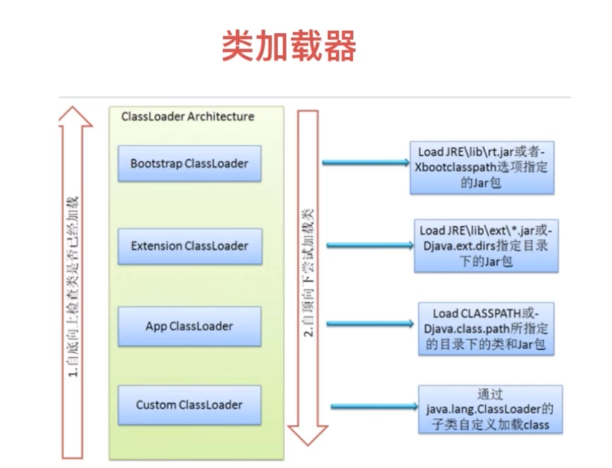 类加载器
ClassLoader Architecture
1.自底向上检查类是否已经加载
2.自顶向下尝试加载类
Bootstrap ClassLoader
Load JRE\lib\rt.jar或者-
Xbootclasspath选项指定
的Jar包
Extension ClassLoader
Load JRE\lib\ext\*.jar或-
Djava.ext.dirs指定目录
下的Jar包
App ClassLoader
Load CLASSPATH或-
Djava.class.path所指定
的目录下的类和Jar包
Custom ClassLoader
通过
java.lang.ClassLoader的
子类自定义加载class